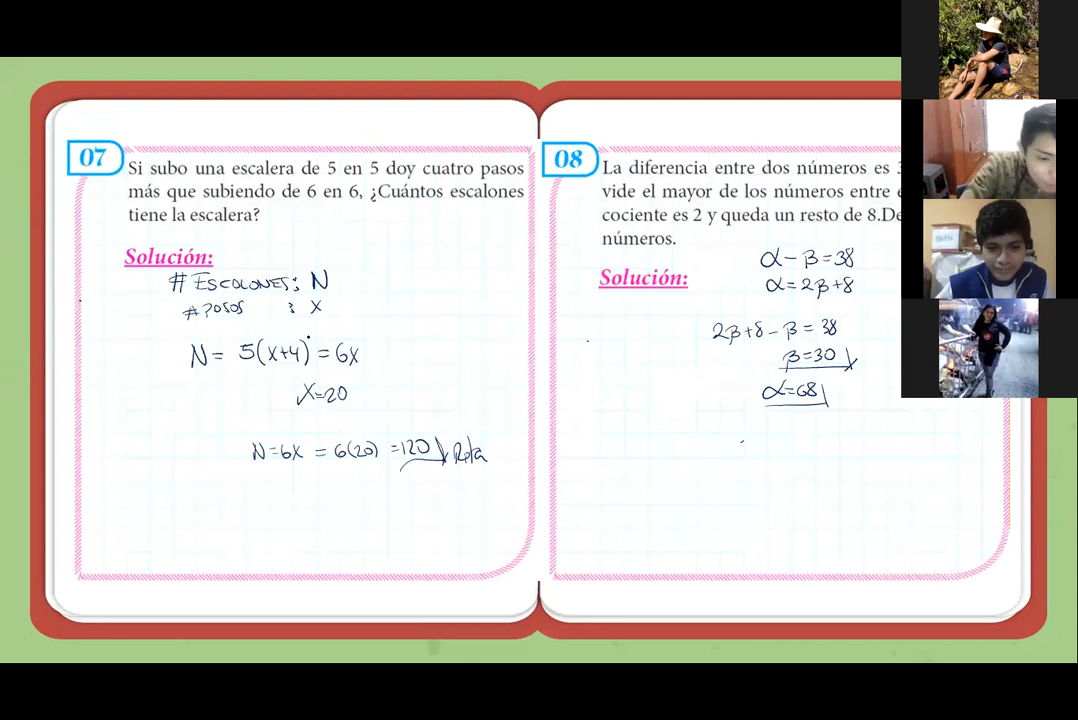 07
Si subo una escalera de 5 en 5 doy cuatro pasos
más que subiendo de 6 en 6, ¿Cuántos escalones
tiene la escalera?
Solución:
# ESCOLONES: N
# POSOS : X
N = 5(x+4) = 6x
X=20
N=6X = 6(20) = 120 Rpta
08
La diferencia entre dos números es 3
vide el mayor de los números entre e
cociente es 2 y queda un resto de 8.De
números.
Solución:
α - β = 38
α = 2β + 8
2β + 8 - β = 38
β = 30
α = 68